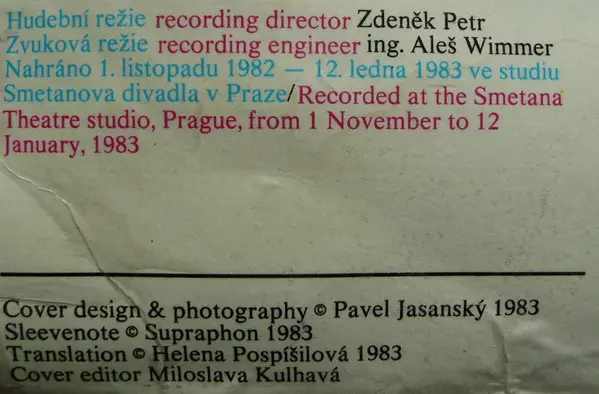 Hudební režie recording director Zdeněk Petr
Zvuková režie recording engineer ing. Aleš Wimmer
Nahráno 1. listopadu 1982 — 12. ledna 1983 ve studiu
Smetanova divadla v Praze/Recorded at the Smetana
Theatre studio, Prague, from 1 November to 12
January, 1983
Cover design & photography © Pavel Jasanský 1983
Sleevenote © Supraphon 1983
Translation © Helena Pospíšilová 1983
Cover editor Miloslava Kulhavá